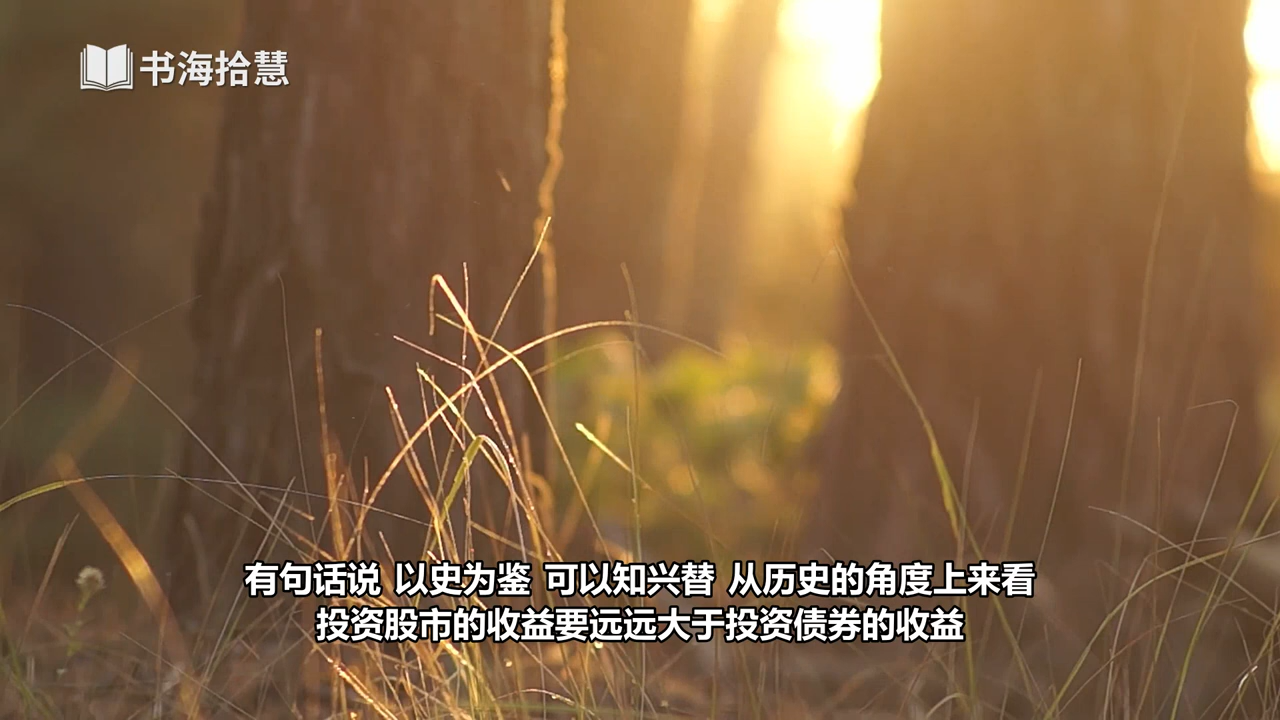 书海拾慧
有句话说 以史为鉴 可以知兴替 从历史的角度上来看
投资股市的收益要远远大于投资债券的收益